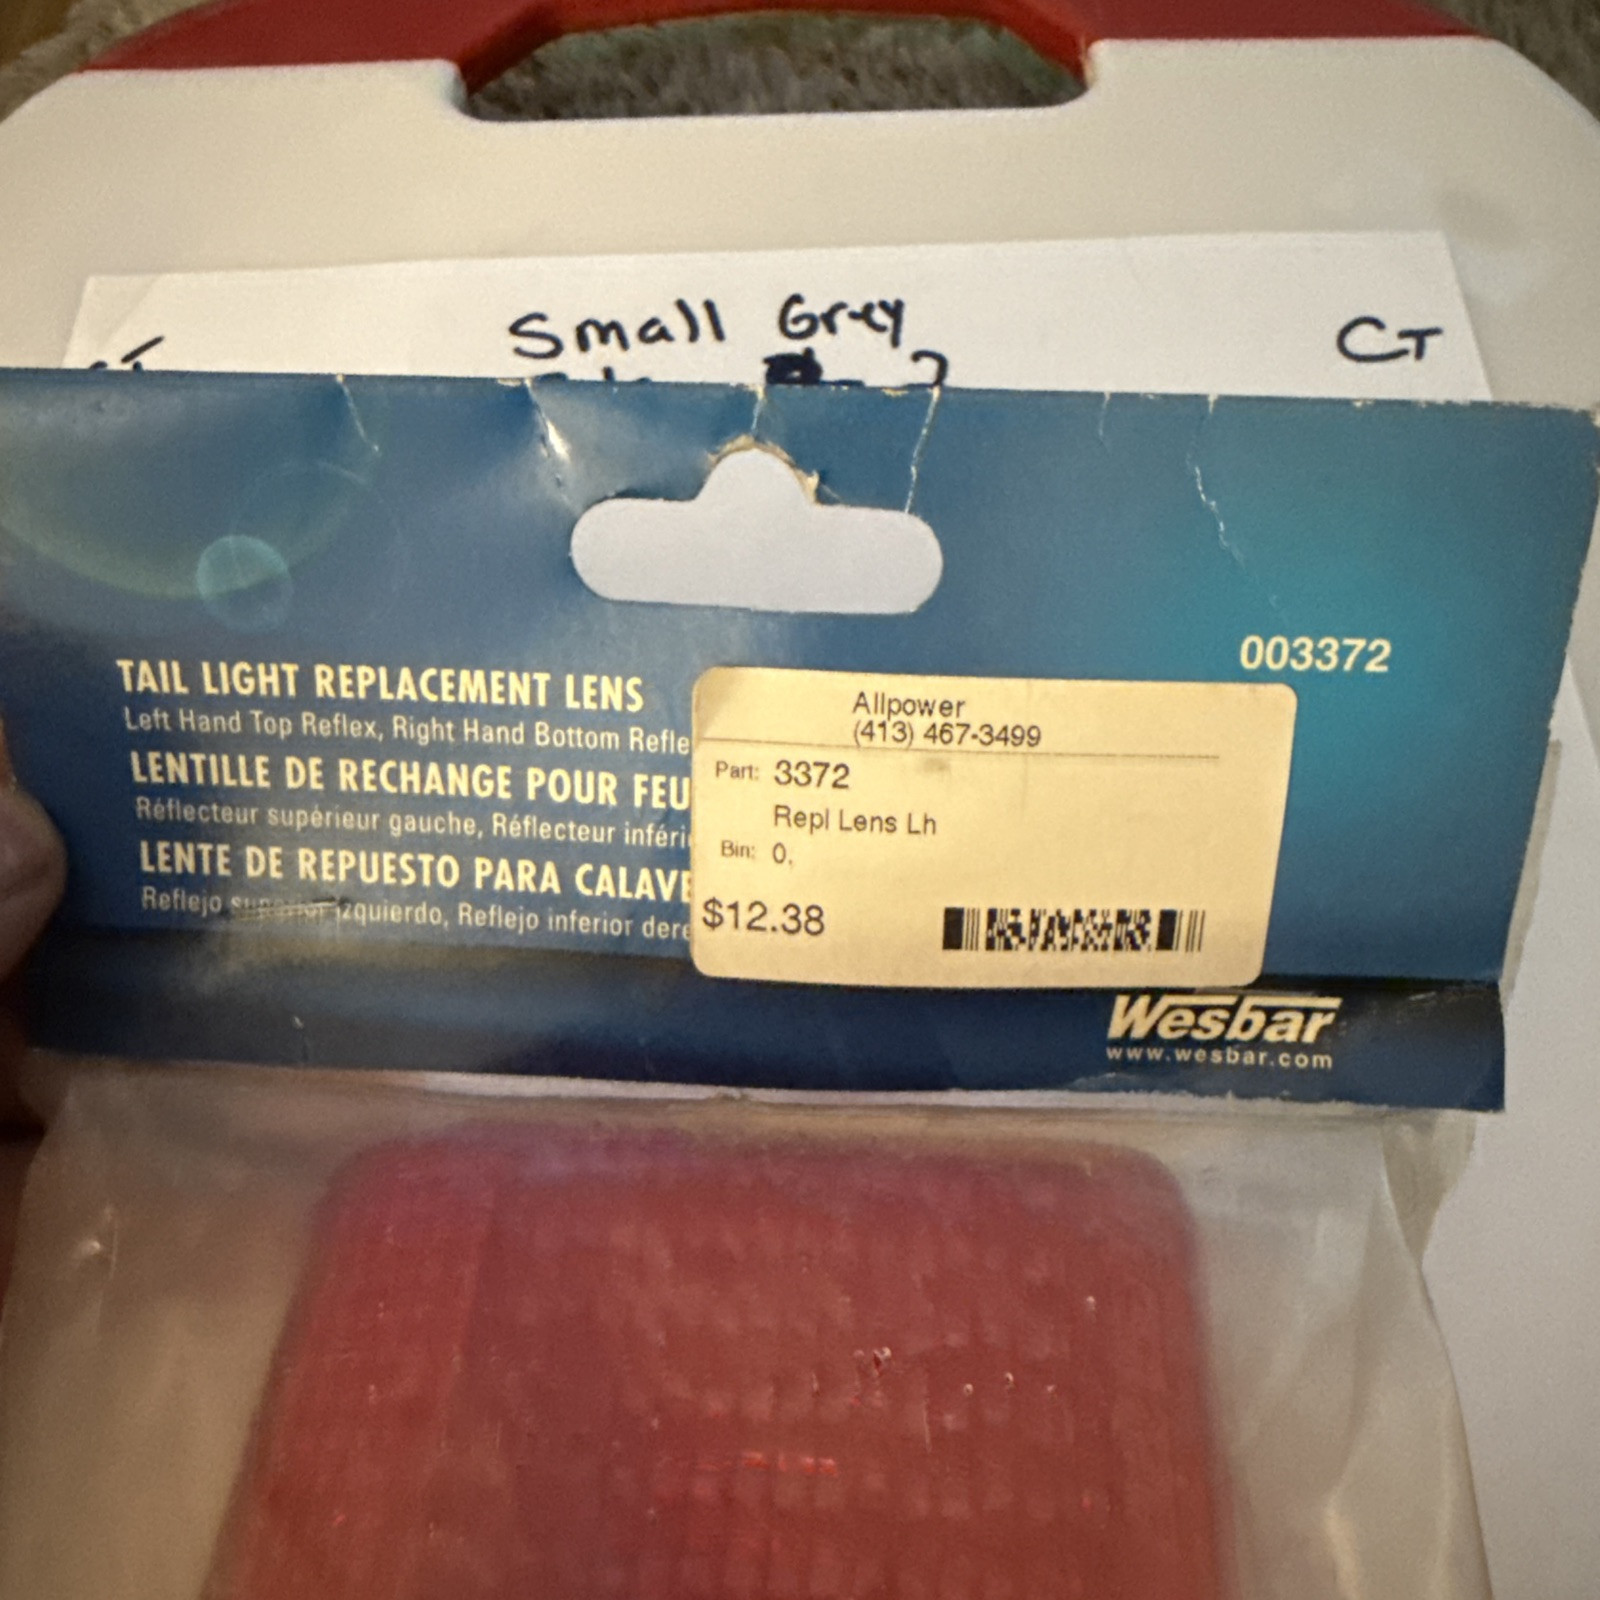 Small Grey
CT
003372
TAIL LIGHT REPLACEMENT LENS
Left Hand Top Reflex, Right Hand Bottom Refle
LENTILLE DE RECHANGE POUR FEU
Réflecteur supérieur gauche, Réflecteur inféri
LENTE DE REPUESTO PARA CALAVE
Reflejo superior izquierdo, Reflejo inferior dere
Allpower
(413) 467-3499
Part: 3372
Repl Lens Lh
Bin: 0,
$12.38
Wesbar
www.wesbar.com